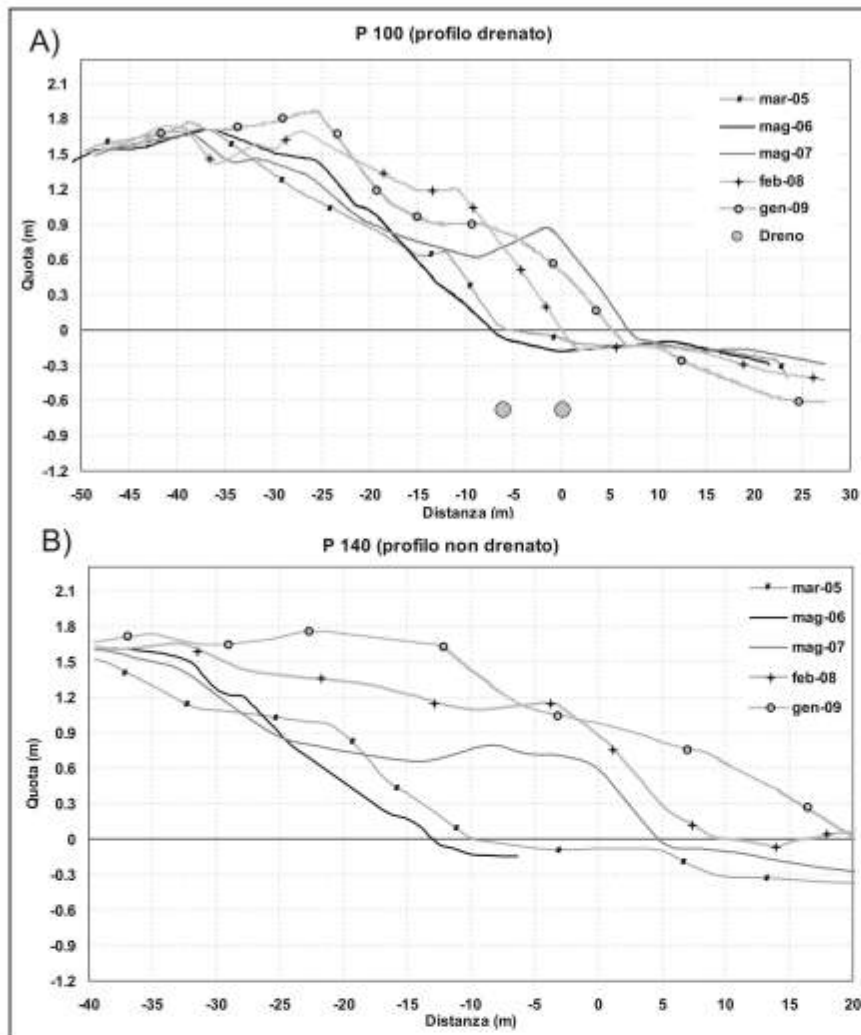 A)
P 100 (profilo drenato)
2.1
1.8
1.5
1.2
0.9
0.6
0.3
0
-0.3
-0.6
-0.9
-1.2
Quota (m)
mar-05
mag-06
mag-07
feb-08
gen-09
Dreno
-50 -45 -40 -35 -30 -25 -20 -15 -10 -5 0 5 10 15 20 25 30
Distanza (m)
B)
P 140 (profilo non drenato)
2.1
1.8
1.5
1.2
0.9
0.6
0.3
0
-0.3
-0.6
-0.9
-1.2
Quota (m)
mar-05
mag-06
mag-07
feb-08
gen-09
-40 -35 -30 -25 -20 -15 -10 -5 0 5 10 15 20
Distanza (m)